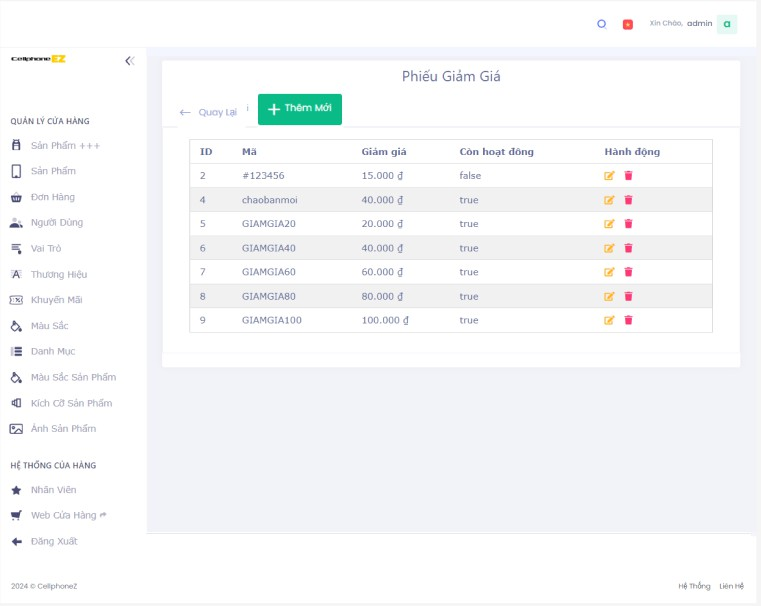 Xin Chào, admin a
CellphoneZ
Phiếu Giảm Giá
Quay Lại
Thêm Mới
QUẢN LÝ CỬA HÀNG
Sản Phẩm +++
Sản Phẩm
Đơn Hàng
Người Dùng
Vai Trò
Thương Hiệu
Khuyến Mãi
Màu Sắc
Danh Mục
Màu Sắc Sản Phẩm
Kích Cỡ Sản Phẩm
Ảnh Sản Phẩm
HỆ THỐNG CỦA HÀNG
Nhân Viên
Web Cửa Hàng
Đăng Xuất
ID Mã Giảm giá Còn hoạt đông Hành động
2 #123456 15.000 ₫ false
4 chaobanmoi 40.000 ₫ true
5 GIAMGIA20 20.000 ₫ true
6 GIAMGIA40 40.000 ₫ true
7 GIAMGIA60 60.000 ₫ true
8 GIAMGIA80 80.000 ₫ true
9 GIAMGIA100 100.000 ₫ true
2024 © CellphoneZ
Hệ Thống Liên Hệ